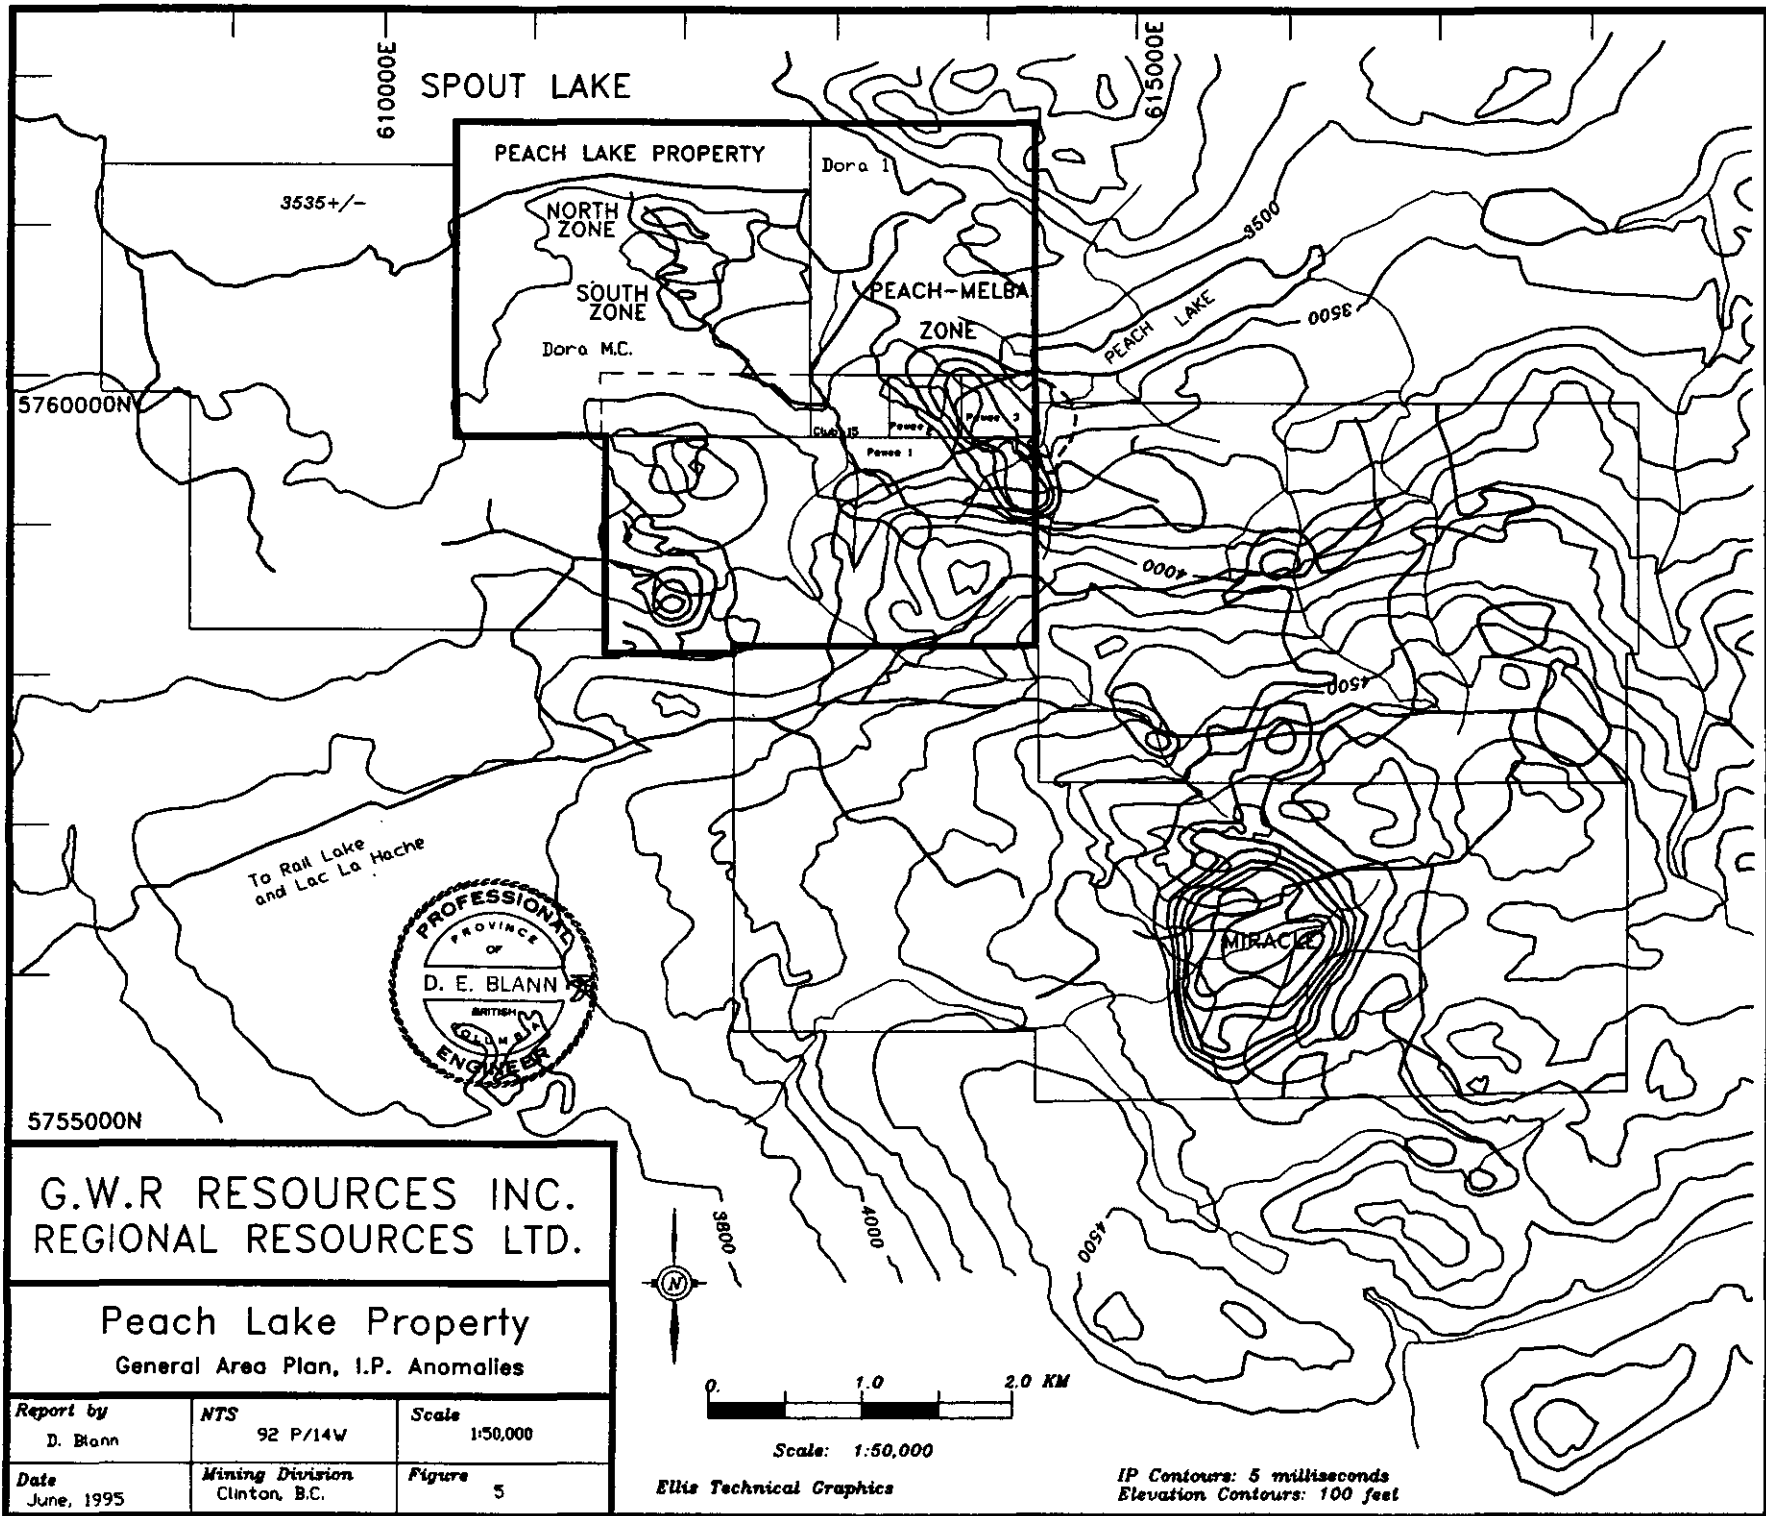 610000E
615000E
SPOUT LAKE
PEACH LAKE PROPERTY
Dora 1
3535+/-
NORTH
ZONE
3500
SOUTH
ZONE
PEACH-MELBA
ZONE
PEACH LAKE
3500
Dora M.C.
5760000N
Club 15
Pewee 1
4000
4500
To Rail Lake
and Lac La Hache
PROFESSIONAL
PROVINCE
OF
D. E. BLANN
BRITISH
COLUMBIA
ENGINEER
MIRACLE
5755000N
3800
4000
4500
N
G.W.R RESOURCES INC.
REGIONAL RESOURCES LTD.
Peach Lake Property
General Area Plan, I.P. Anomalies
Report by
D. Blann
NTS
92 P/14W
Scale
1:50,000
Date
June, 1995
Mining Division
Clinton, B.C.
Figure
5
0. 1.0 2.0 KM
Scale: 1:50,000
Ellis Technical Graphics
IP Contours: 5 milliseconds
Elevation Contours: 100 feet